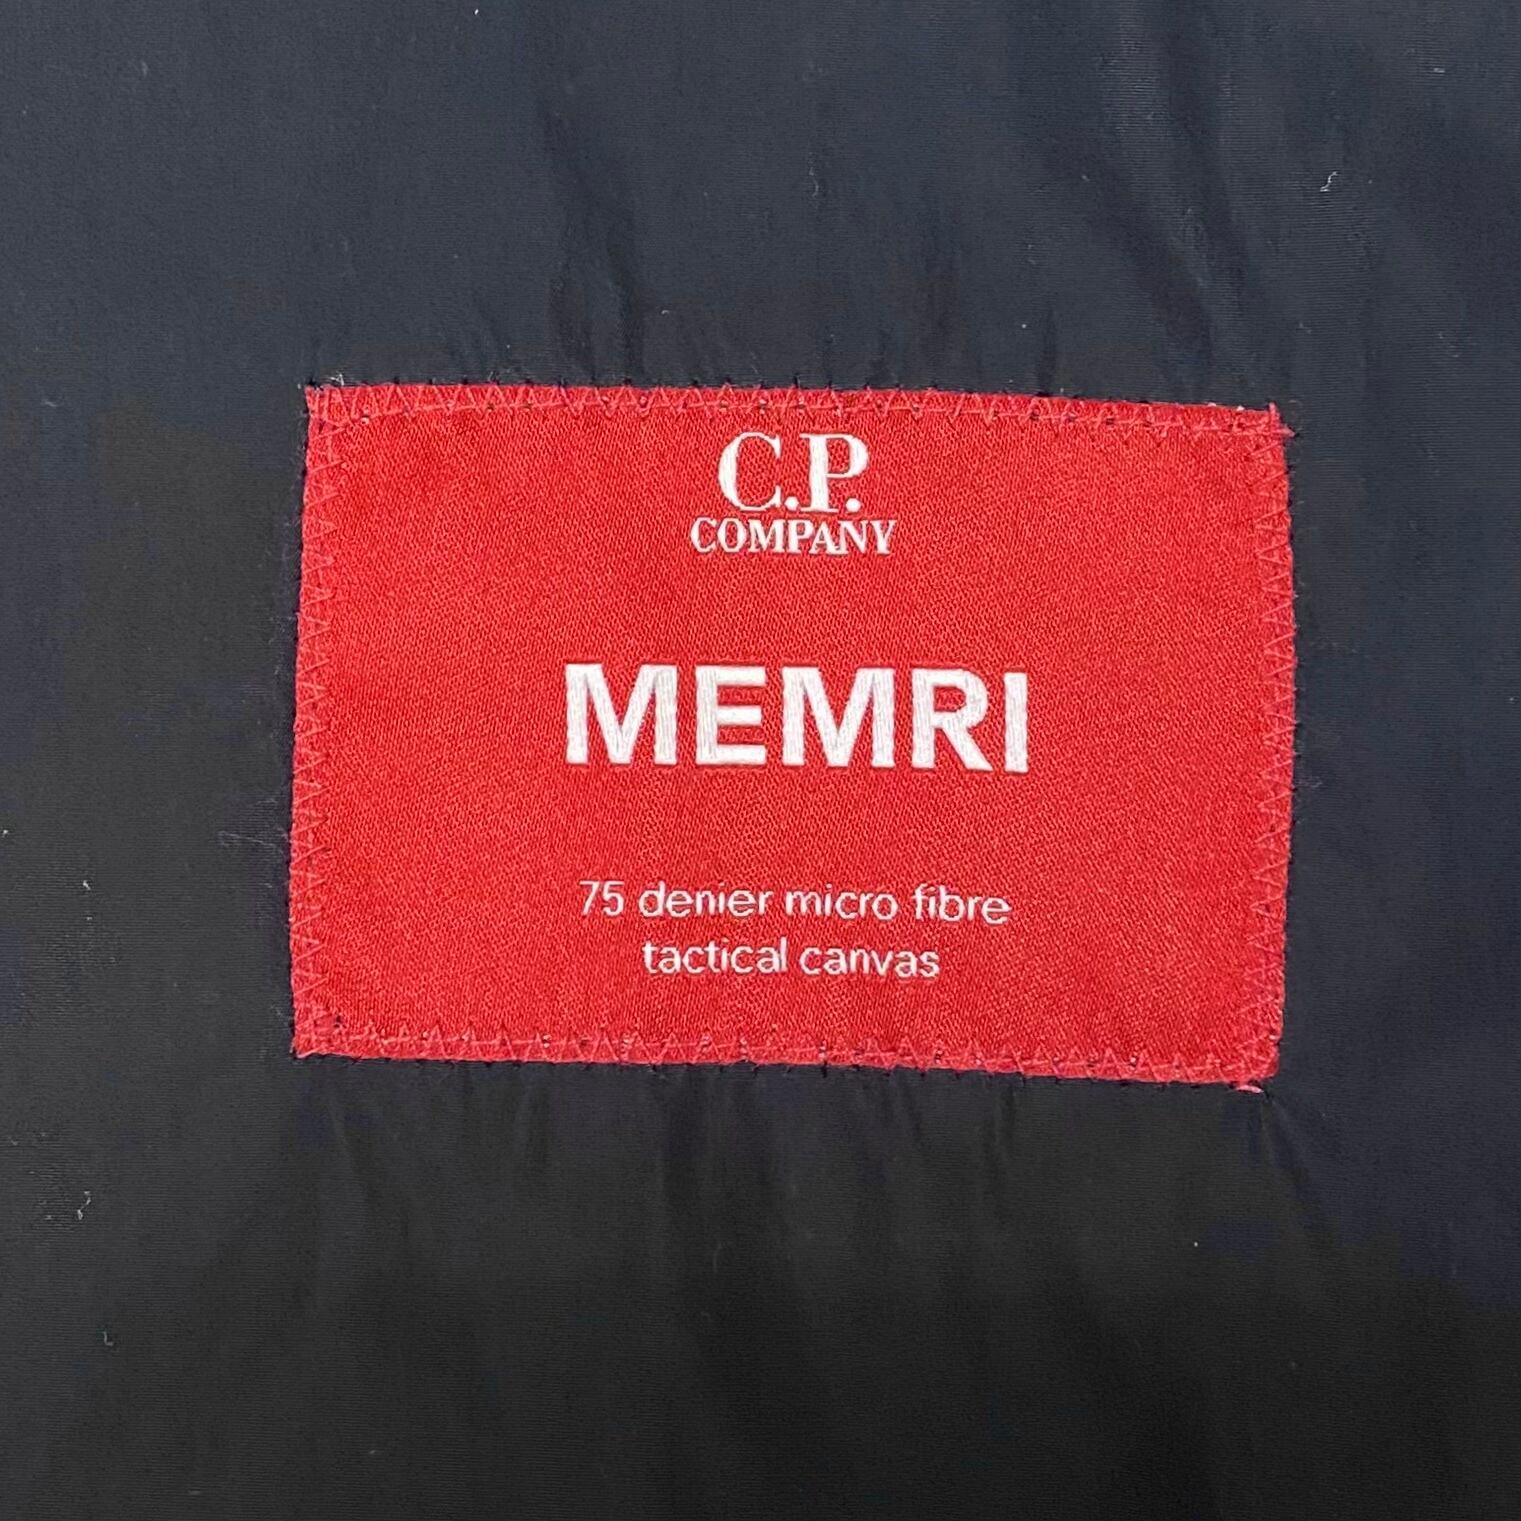 C.P.
COMPANY
MEMRI
75 denier micro fibre
tactical canvas